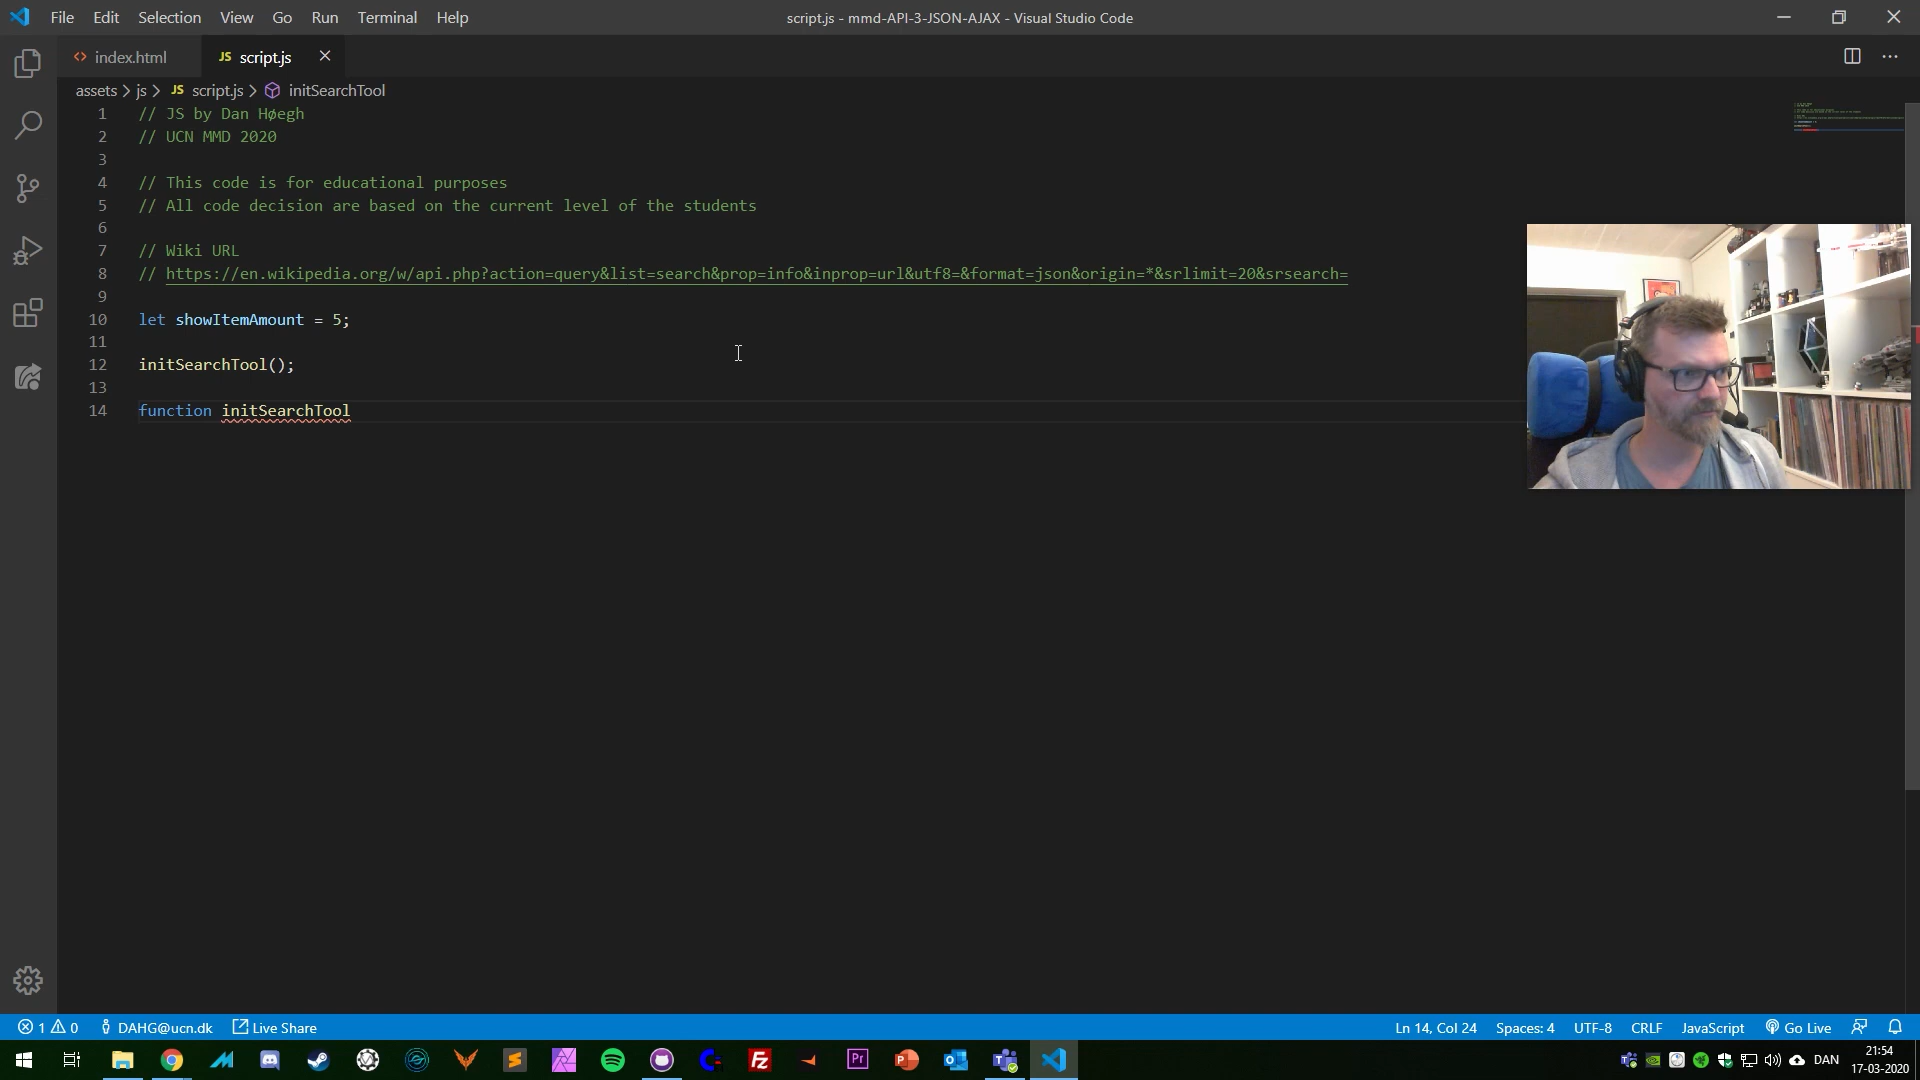 File Edit Selection View Go Run Terminal Help
script.js - mmd-API-3-JSON-AJAX - Visual Studio Code
index.html
JS script.js
assets > js > JS script.js > initSearchTool
1 // JS by Dan Høegh
2 // UCN MMD 2020
3
4 // This code is for educational purposes
5 // All code decision are based on the current level of the students
6
7 // Wiki URL
8 // https://en.wikipedia.org/w/api.php?action=query&list=search&prop=info&inprop=url&utf8=&format=json&origin=*&srlimit=20&srsearch=
9
10 let showItemAmount = 5;
11
12 initSearchTool();
13
14 function initSearchTool
1 0 DAHG@ucn.dk Live Share
Ln 14, Col 24 Spaces: 4 UTF-8 CRLF JavaScript Go Live
Fz Pr
DAN
21:54
17-03-2020